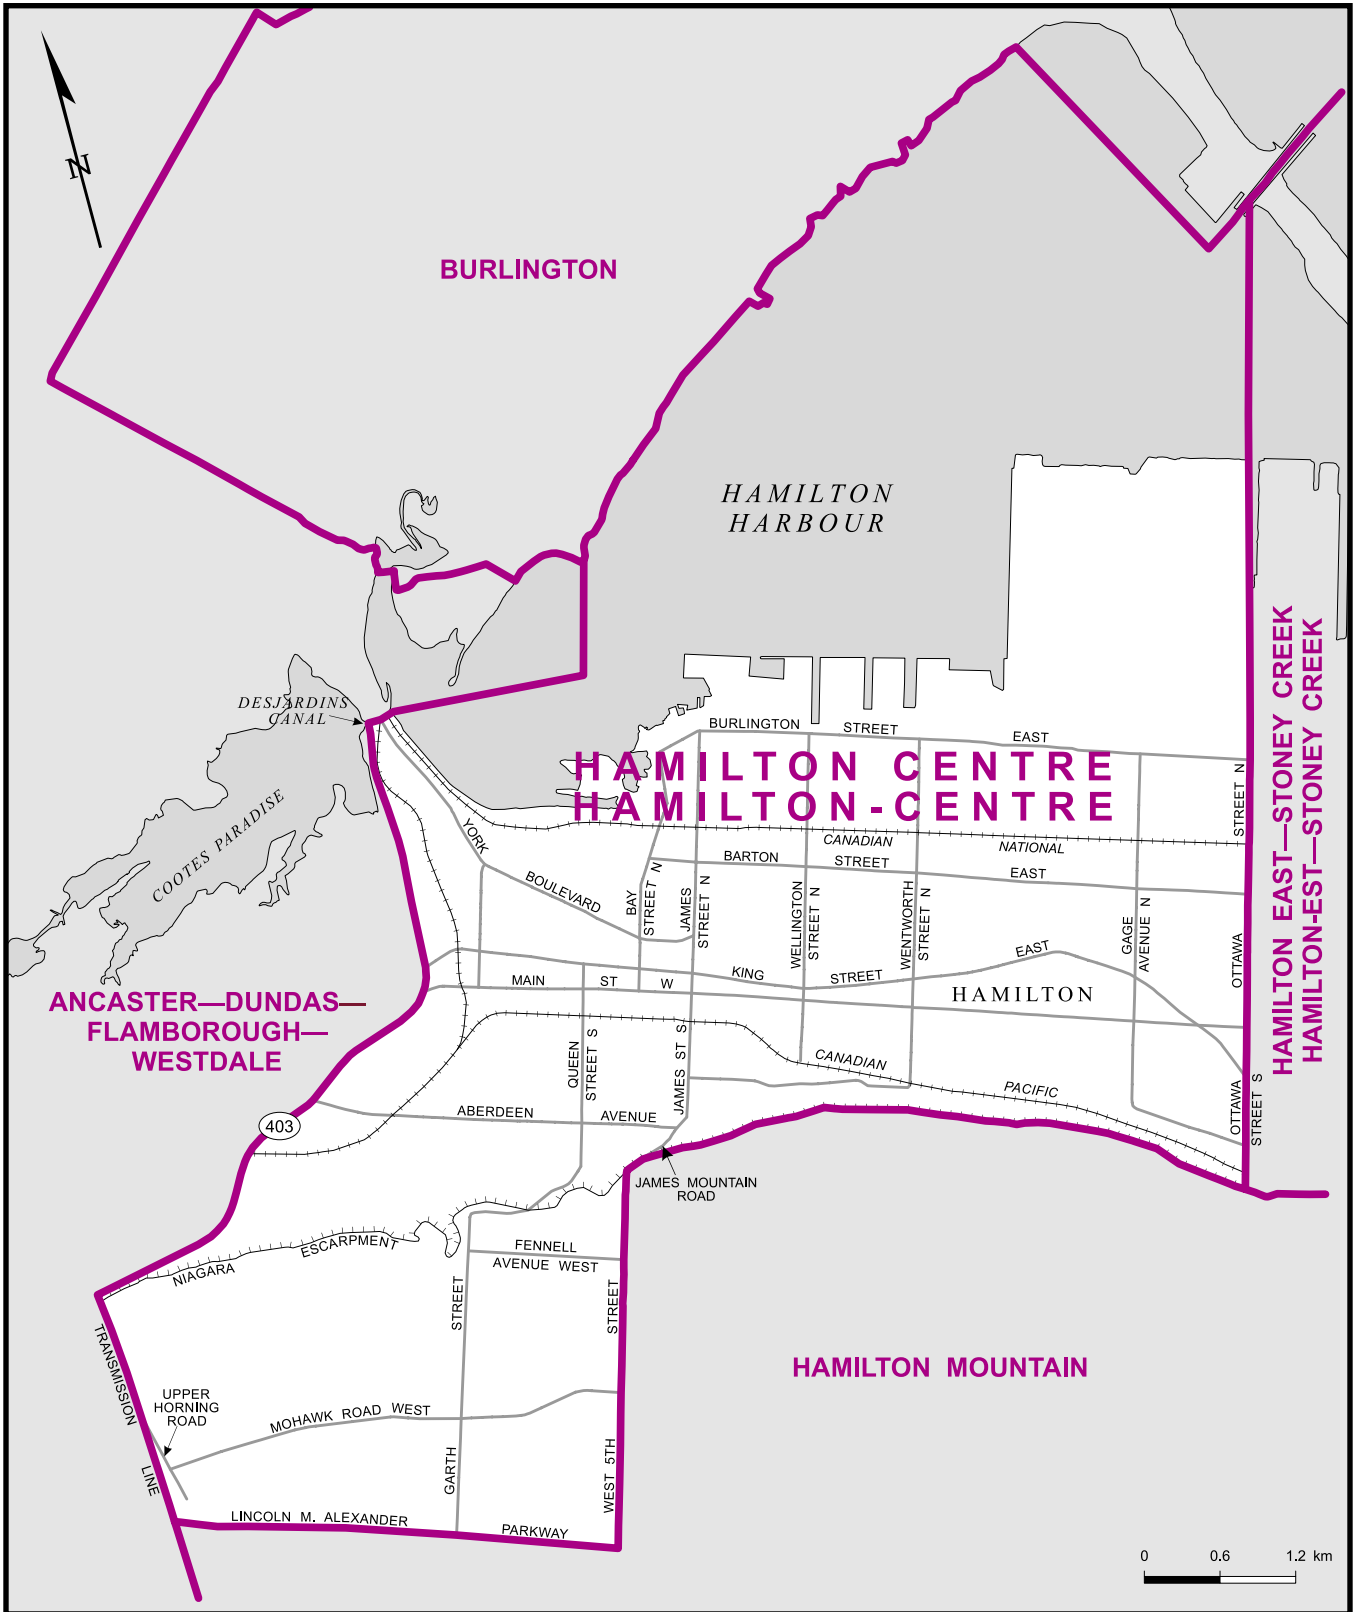 N
BURLINGTON
HAMILTON
HARBOUR
DESJARDINS
CANAL
COOTES PARADISE
BURLINGTON STREET EAST
HAMILTON CENTRE
HAMILTON-CENTRE
HAMILTON EAST—STONEY CREEK
HAMILTON-EST—STONEY CREEK
STREET N
YORK
BOULEVARD
CANADIAN NATIONAL
BARTON STREET EAST
BAY
STREET N
JAMES
STREET N
WELLINGTON
STREET N
WENTWORTH
STREET N
GAGE
AVENUE N
OTTAWA
KING STREET EAST
MAIN ST W
HAMILTON
ANCASTER—DUNDAS—
FLAMBOROUGH—
WESTDALE
QUEEN
STREET S
JAMES ST S
CANADIAN PACIFIC
OTTAWA
STREET S
403
ABERDEEN AVENUE
JAMES MOUNTAIN
ROAD
NIAGARA ESCARPMENT
FENNELL
AVENUE WEST
STREET
STREET
TRANSMISSION
LINE
HAMILTON MOUNTAIN
UPPER
HORNING
ROAD
MOHAWK ROAD WEST
GARTH
WEST 5TH
LINCOLN M. ALEXANDER PARKWAY
0 0.6 1.2 km